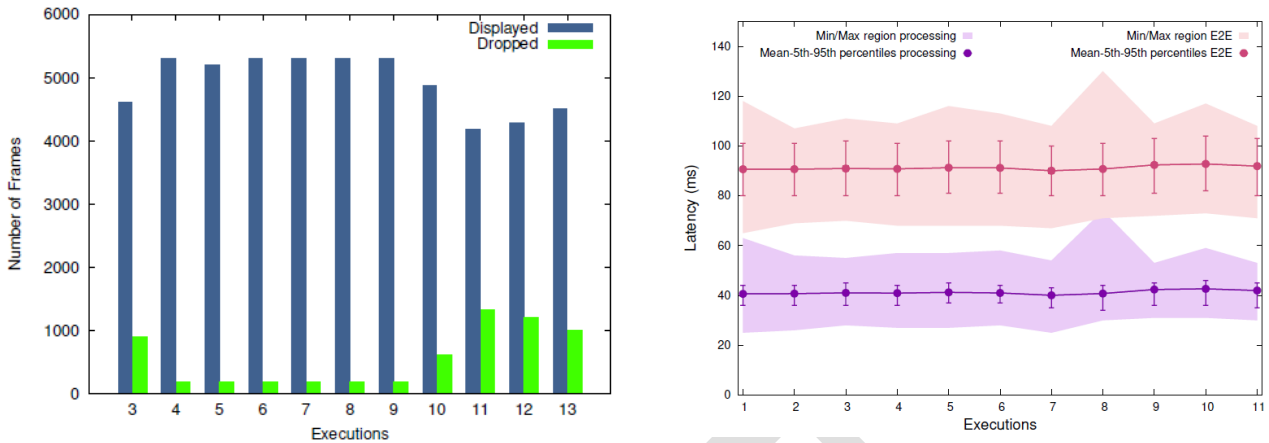 6000
5000
4000
3000
2000
1000
0
Number of Frames
Displayed
Dropped
3 4 5 6 7 8 9 10 11 12 13
Executions
140
120
100
80
60
40
20
0
Latency (ms)
Min/Max region processing
Mean-5th-95th percentiles processing
Min/Max region E2E
Mean-5th-95th percentiles E2E
1 2 3 4 5 6 7 8 9 10 11
Executions